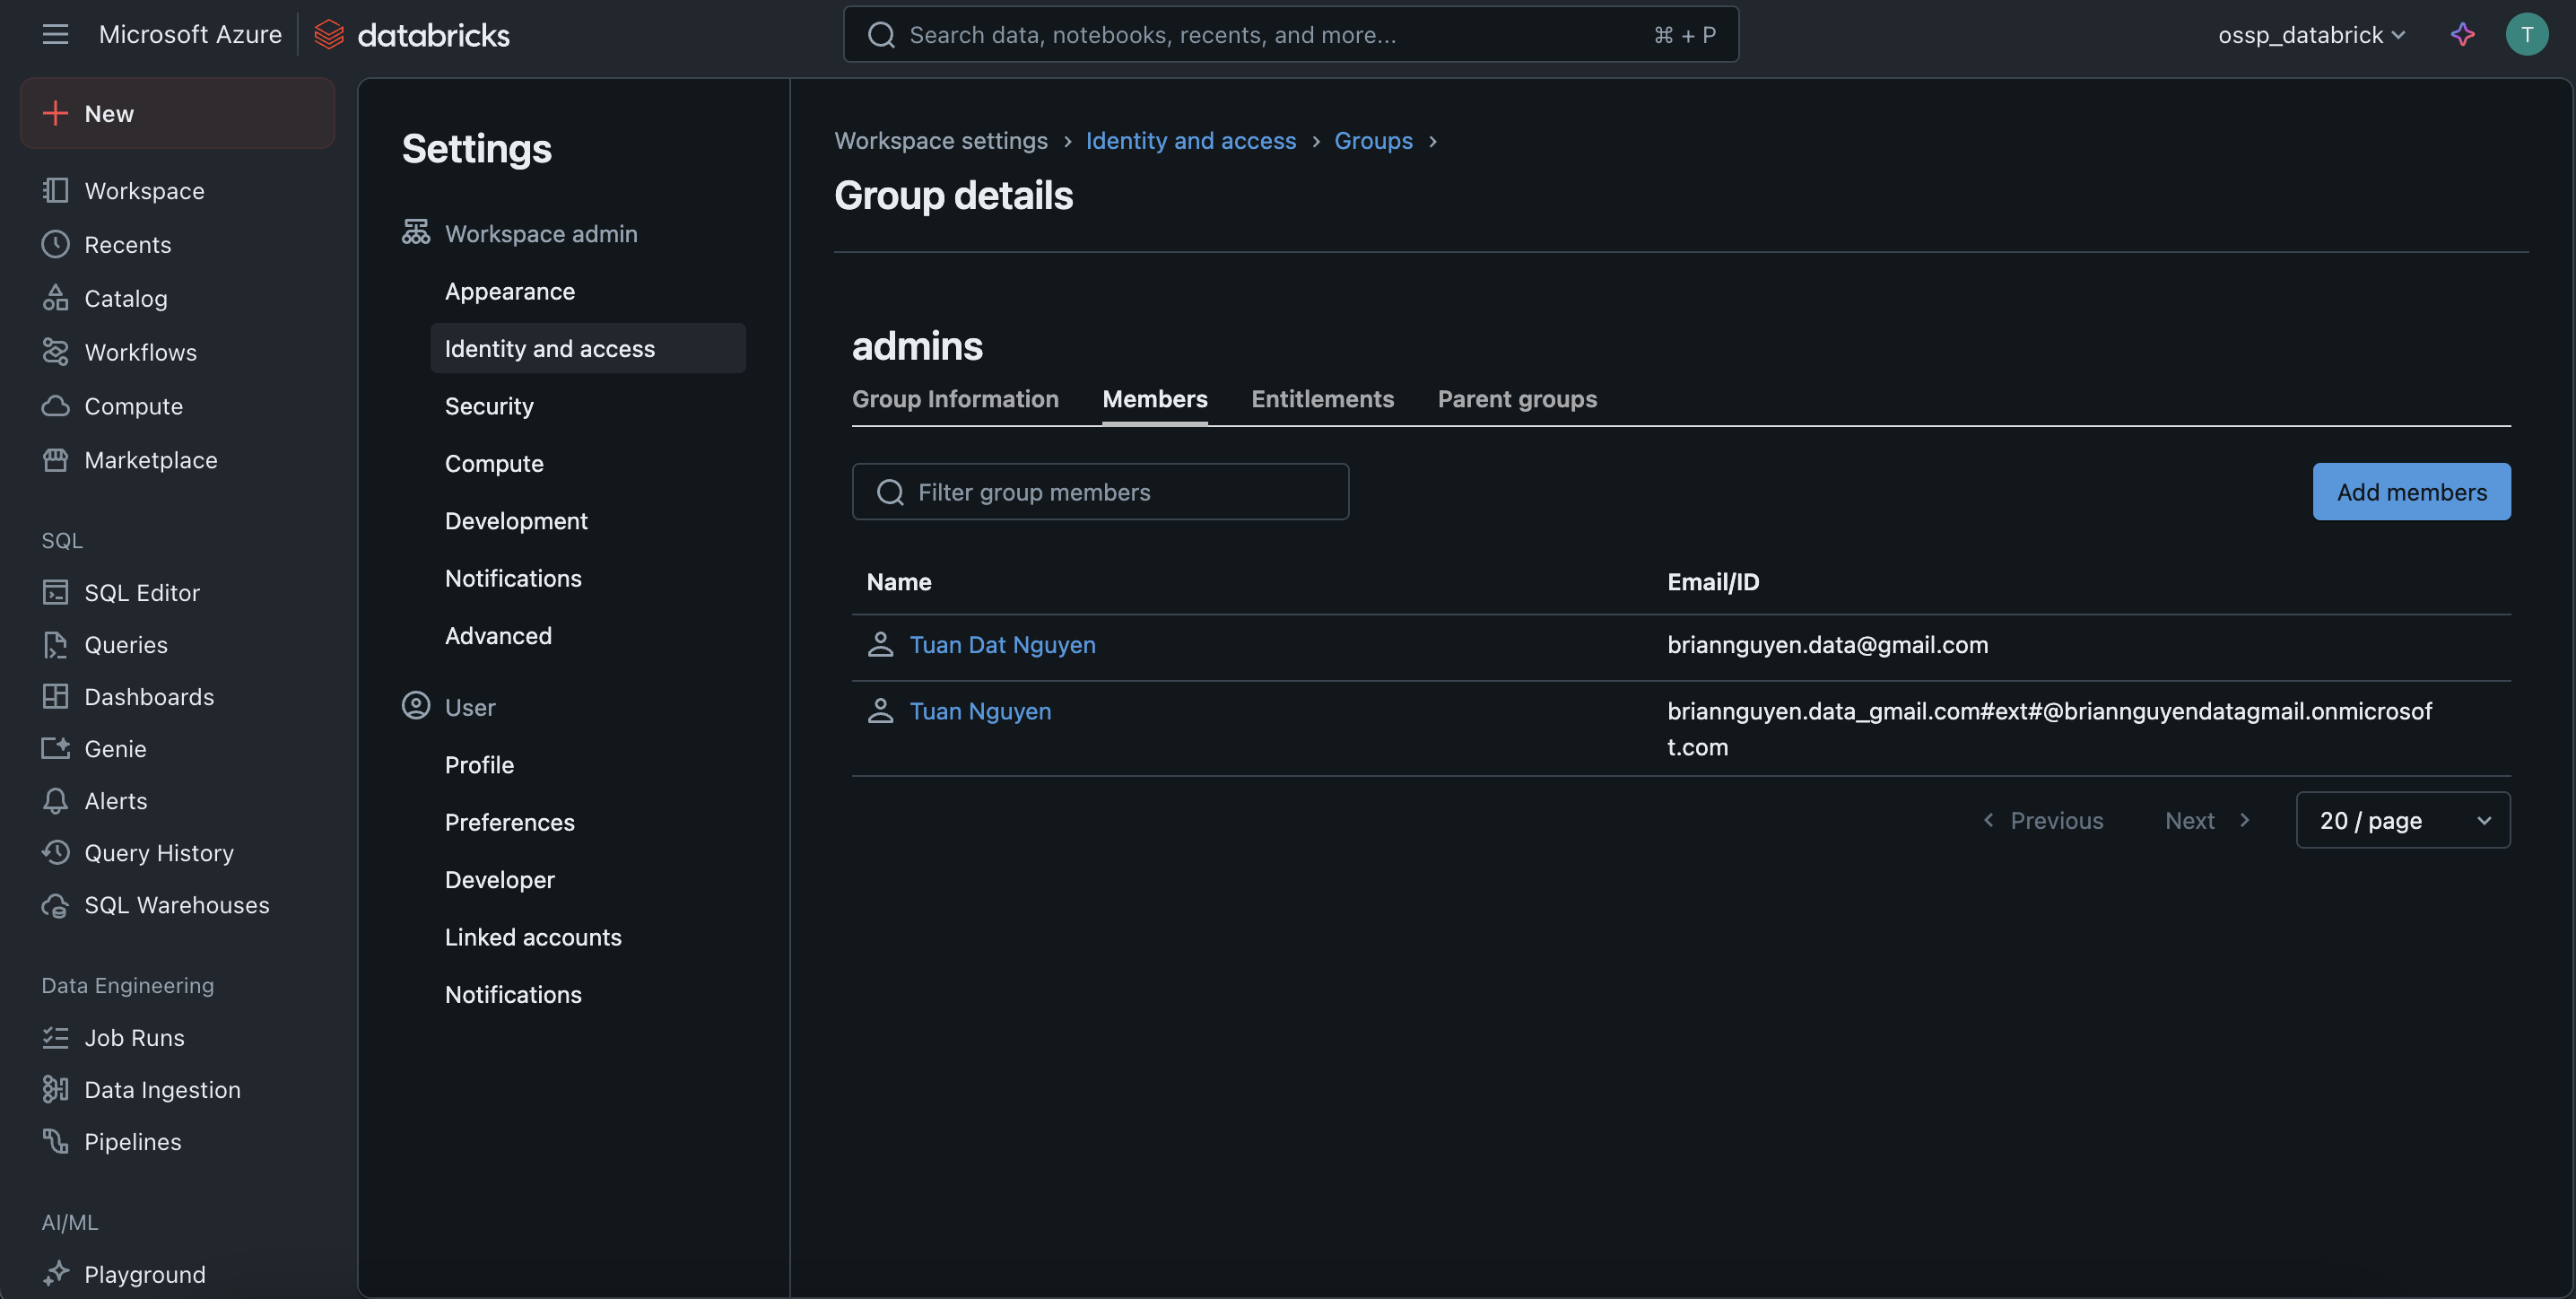 Microsoft Azure
databricks
Search data, notebooks, recents, and more...
⌘ + P
ossp_databrick
T
New
Workspace
Recents
Catalog
Workflows
Compute
Marketplace
SQL
SQL Editor
Queries
Dashboards
Genie
Alerts
Query History
SQL Warehouses
Data Engineering
Job Runs
Data Ingestion
Pipelines
AI/ML
Playground
Settings
Workspace admin
Appearance
Identity and access
Security
Compute
Development
Notifications
Advanced
User
Profile
Preferences
Developer
Linked accounts
Notifications
Workspace settings > Identity and access > Groups >
Group details
admins
Group Information Members Entitlements Parent groups
Filter group members
Add members
Name Email/ID
Tuan Dat Nguyen briannguyen.data@gmail.com
Tuan Nguyen briannguyen.data_gmail.com#ext#@briannguyendatagmail.onmicrosof
t.com
Previous Next 20 / page